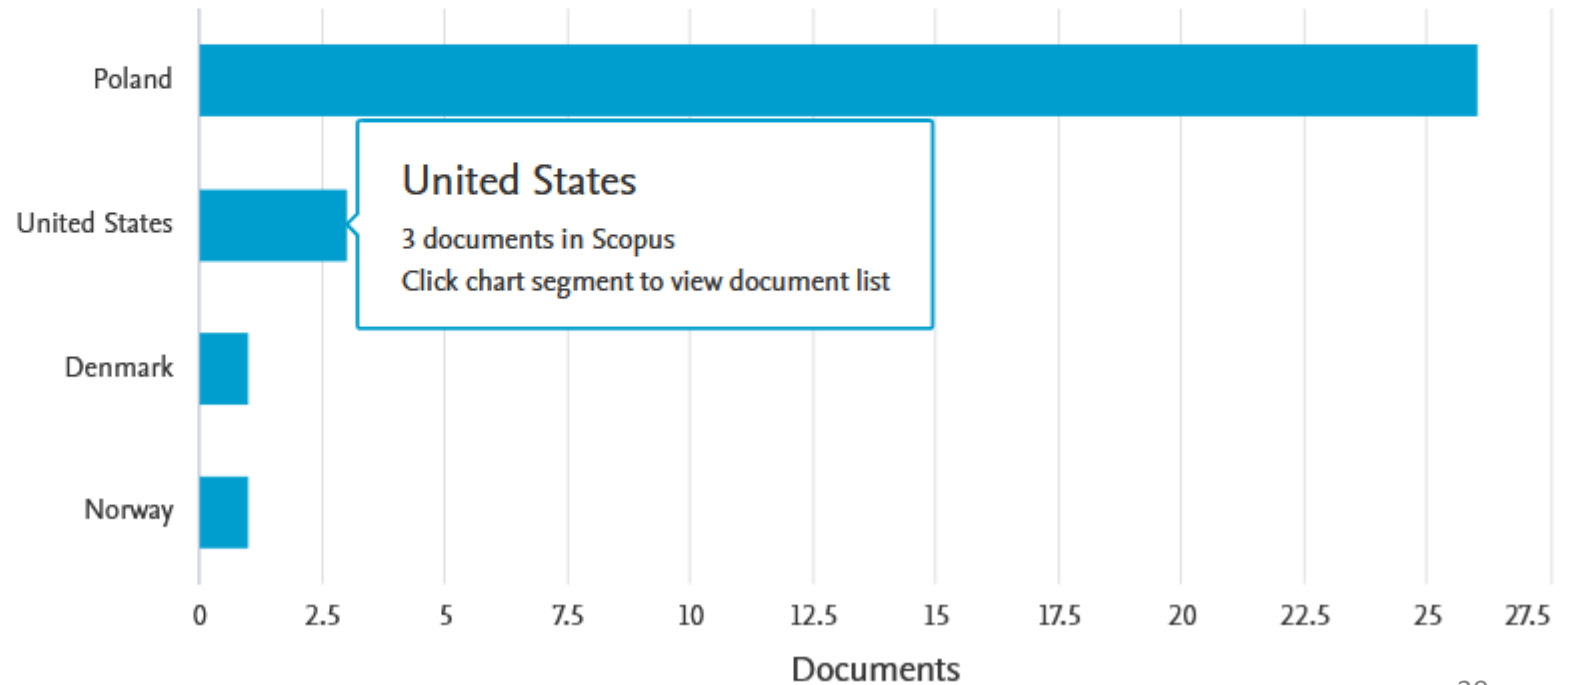 Poland
United States
United States
3 documents in Scopus
Click chart segment to view document list
Denmark
Norway
0 2.5 5 7.5 10 12.5 15 17.5 20 22.5 25 27.5
Documents